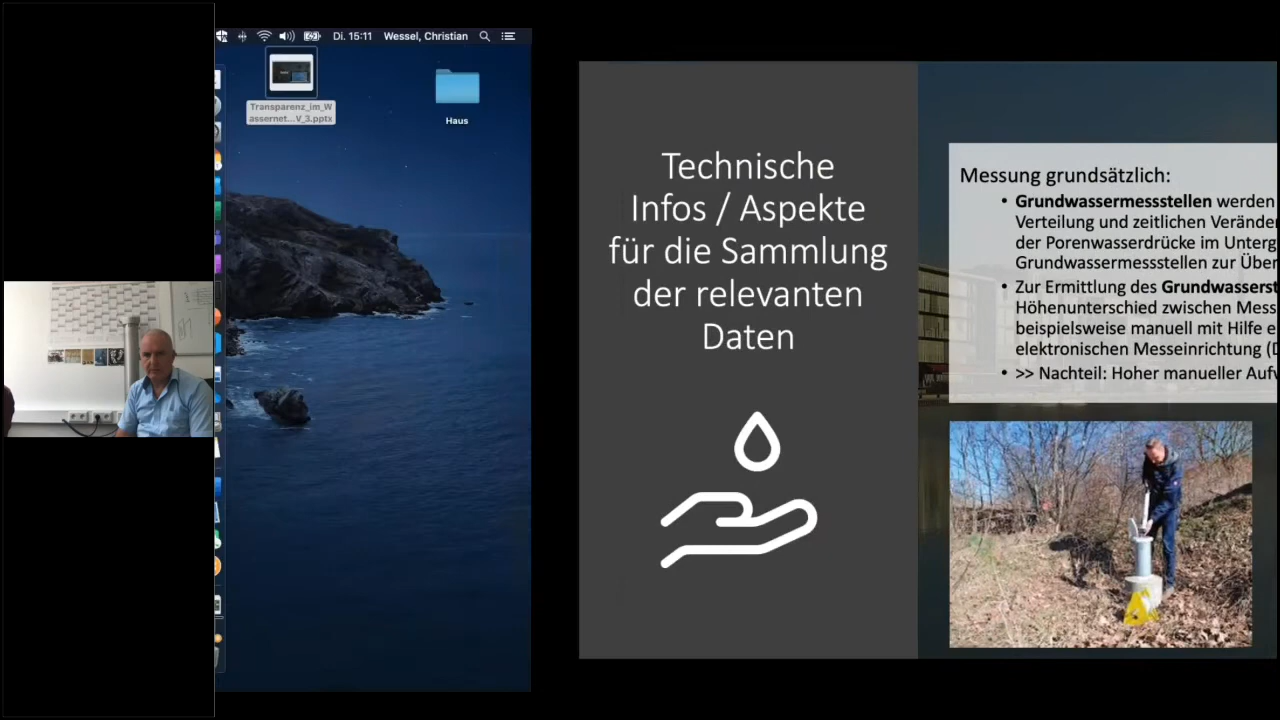 Di. 15:11 Wessel, Christian
Transparenz_im_W
assernet...V_3.pptx
Haus
Technische
Infos / Aspekte
für die Sammlung
der relevanten
Daten
Messung grundsätzlich:
• Grundwassermessstellen werden
Verteilung und zeitlichen Verände
der Porenwasserdrücke im Unterg
Grundwassermessstellen zur Über
• Zur Ermittlung des Grundwasserst
Höhenunterschied zwischen Mess
beispielsweise manuell mit Hilfe e
elektronischen Messeinrichtung (D
• >> Nachteil: Hoher manueller Aufv